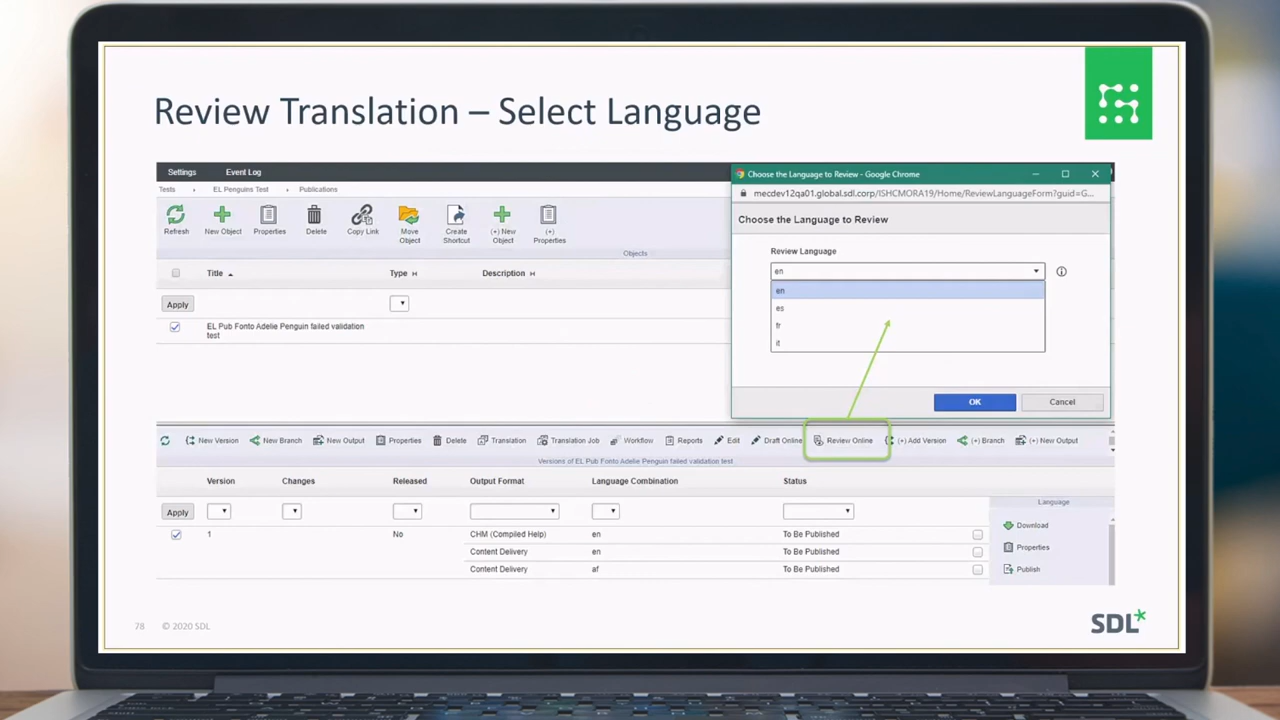 Review Translation – Select Language
Settings Event Log
Tests EL Penguins Test Publications
Refresh New Object Properties Delete Copy Link Move Object Create Shortcut (+) New Object (+) Properties
Objects
Title Type Description
Apply
EL Pub Fonto Adelie Penguin failed validation
test
Choose the Language to Review - Google Chrome
mecdev12qa01.global.sdl.corp/ISHCMORA19/Home/ReviewLanguageForm?guid=G...
Choose the Language to Review
Review Language
en
en
es
fr
it
OK Cancel
New Version New Branch New Output Properties Delete Translation Translation Job Workflow Reports Edit Draft Online Review Online (+) Add Version (+) Branch (+) New Output
Versions of EL Pub Fonto Adelie Penguin failed validation test
Version Changes Released Output Format Language Combination Status
Apply
1 No CHM (Compiled Help) en To Be Published
Content Delivery en To Be Published
Content Delivery af To Be Published
Language
Download
Properties
Publish
78 © 2020 SDL
SDL*